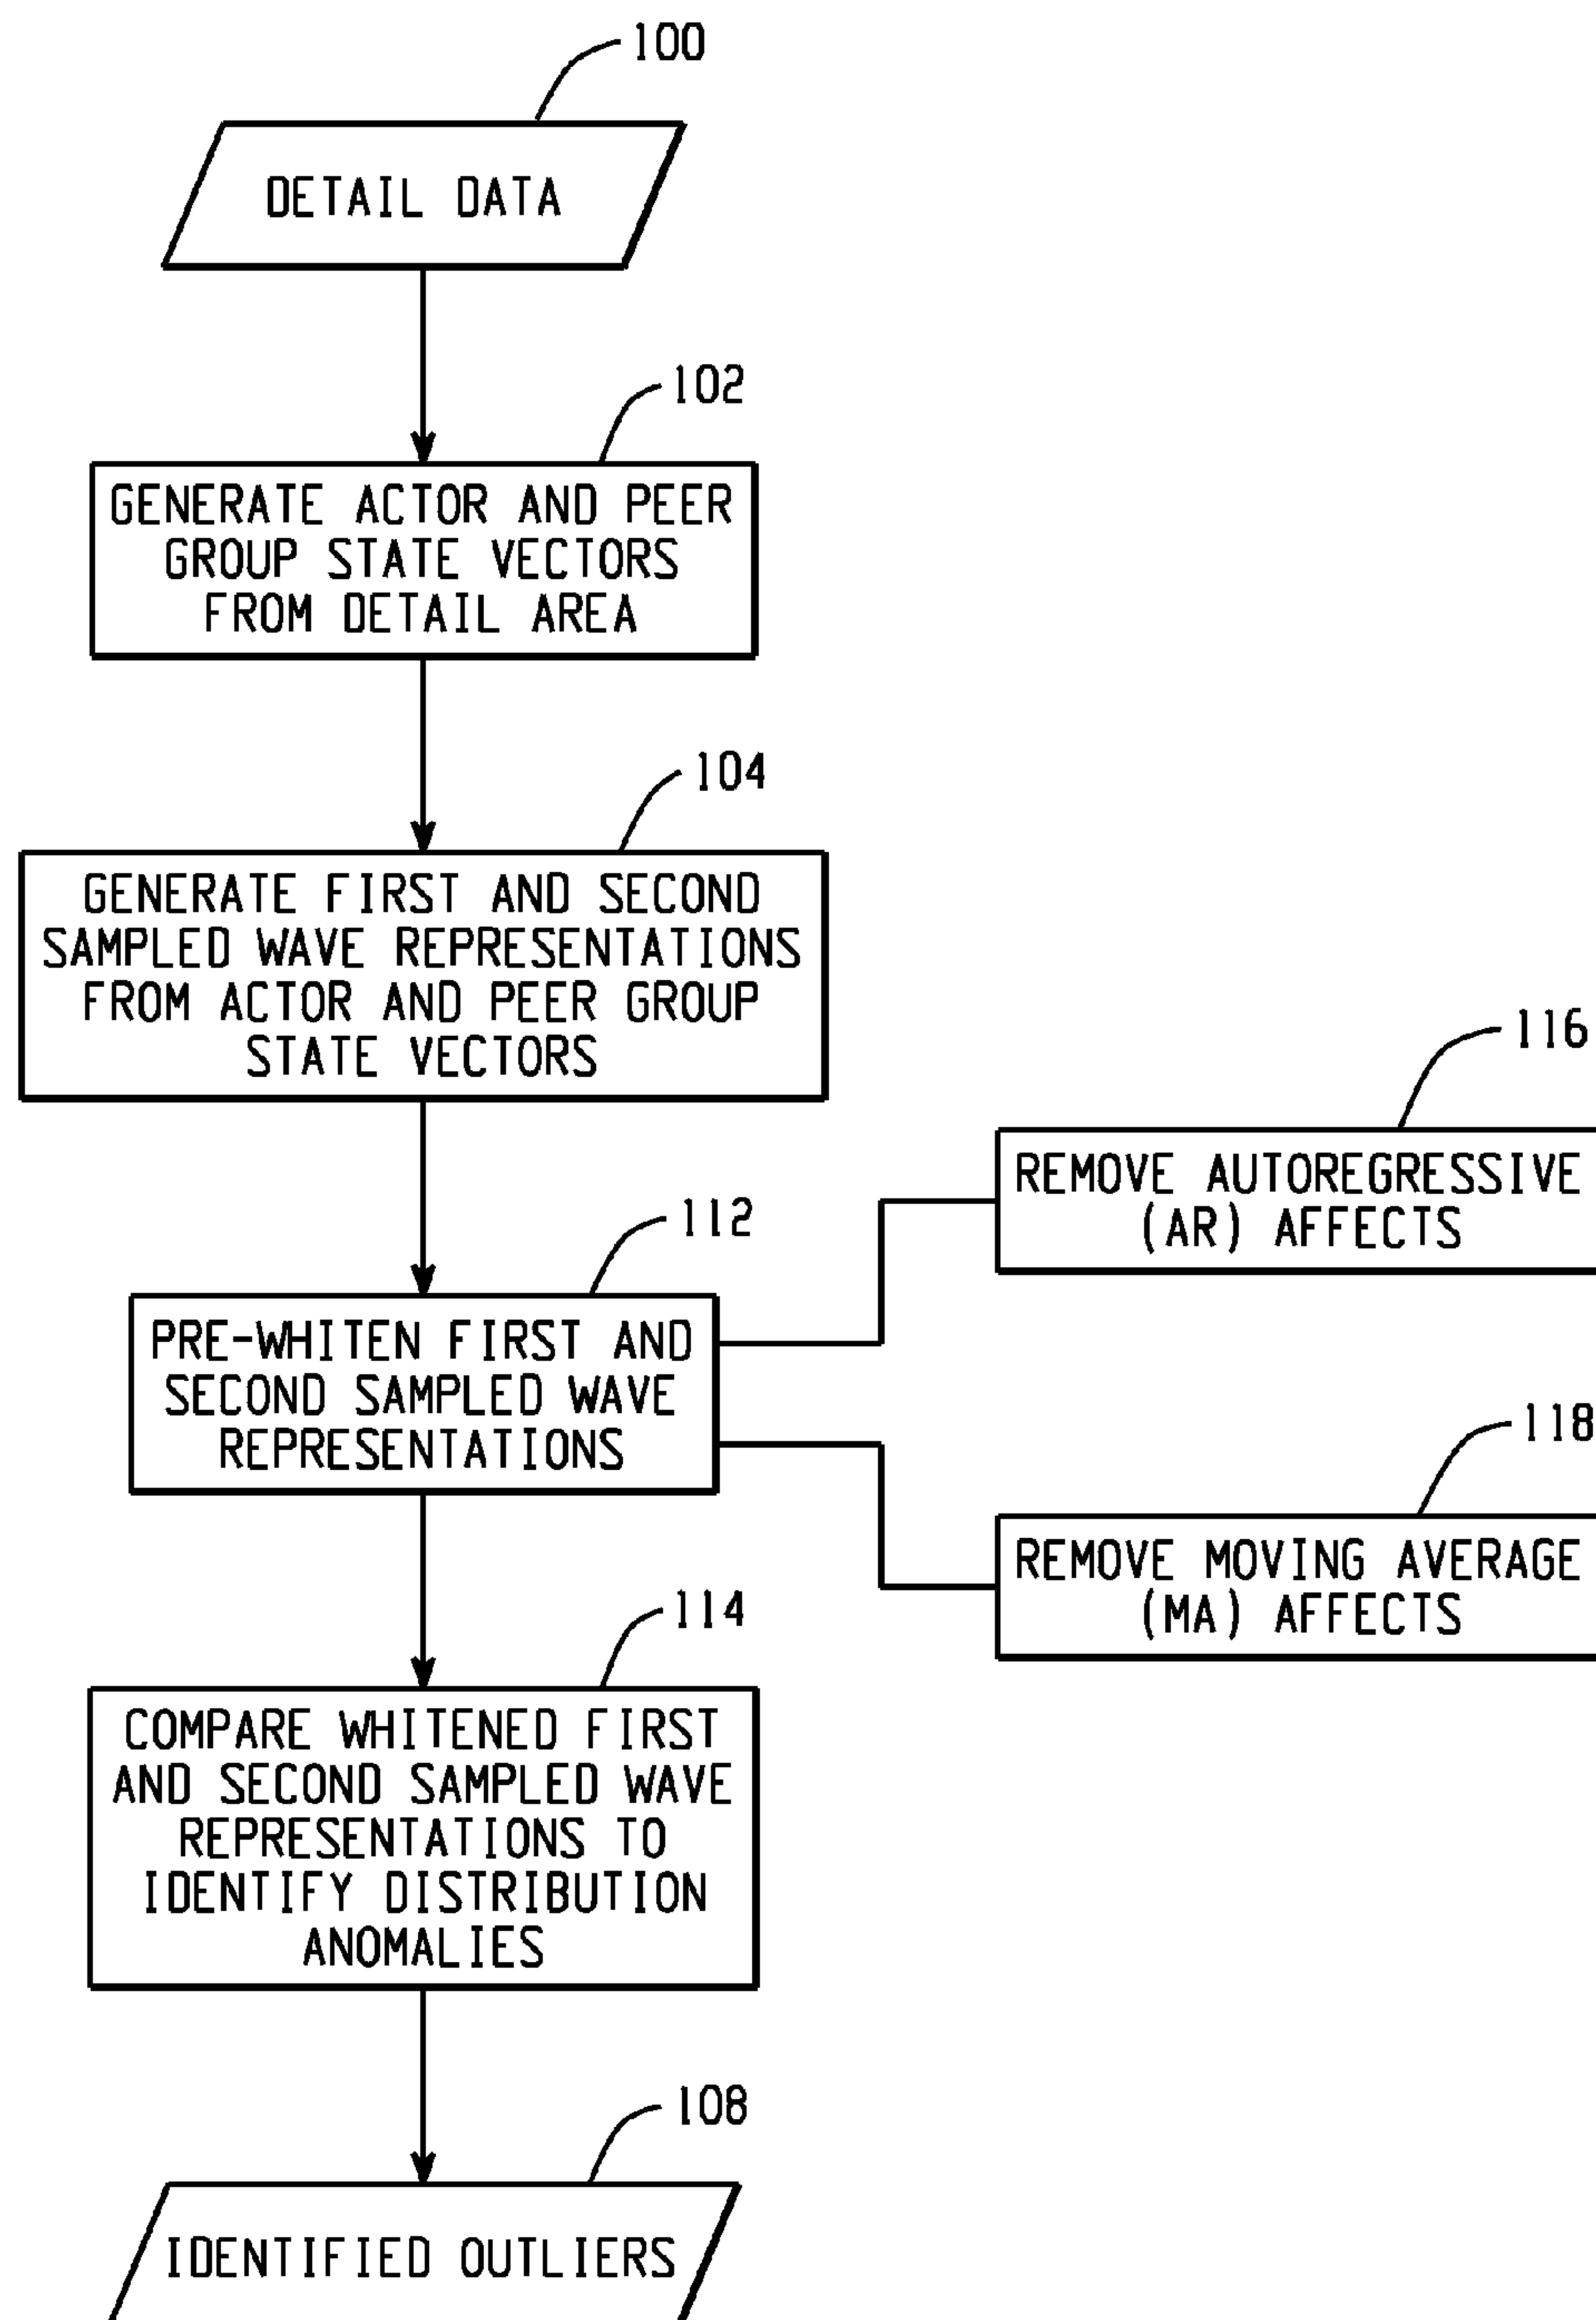 100
DETAIL DATA
102
GENERATE ACTOR AND PEER
GROUP STATE VECTORS
FROM DETAIL AREA
104
GENERATE FIRST AND SECOND
SAMPLED WAVE REPRESENTATIONS
FROM ACTOR AND PEER GROUP
STATE VECTORS
116
REMOVE AUTOREGRESSIVE
(AR) AFFECTS
112
PRE-WHITEN FIRST AND
SECOND SAMPLED WAVE
REPRESENTATIONS
118
REMOVE MOVING AVERAGE
(MA) AFFECTS
114
COMPARE WHITENED FIRST
AND SECOND SAMPLED WAVE
REPRESENTATIONS TO
IDENTIFY DISTRIBUTION
ANOMALIES
108
IDENTIFIED OUTLIERS